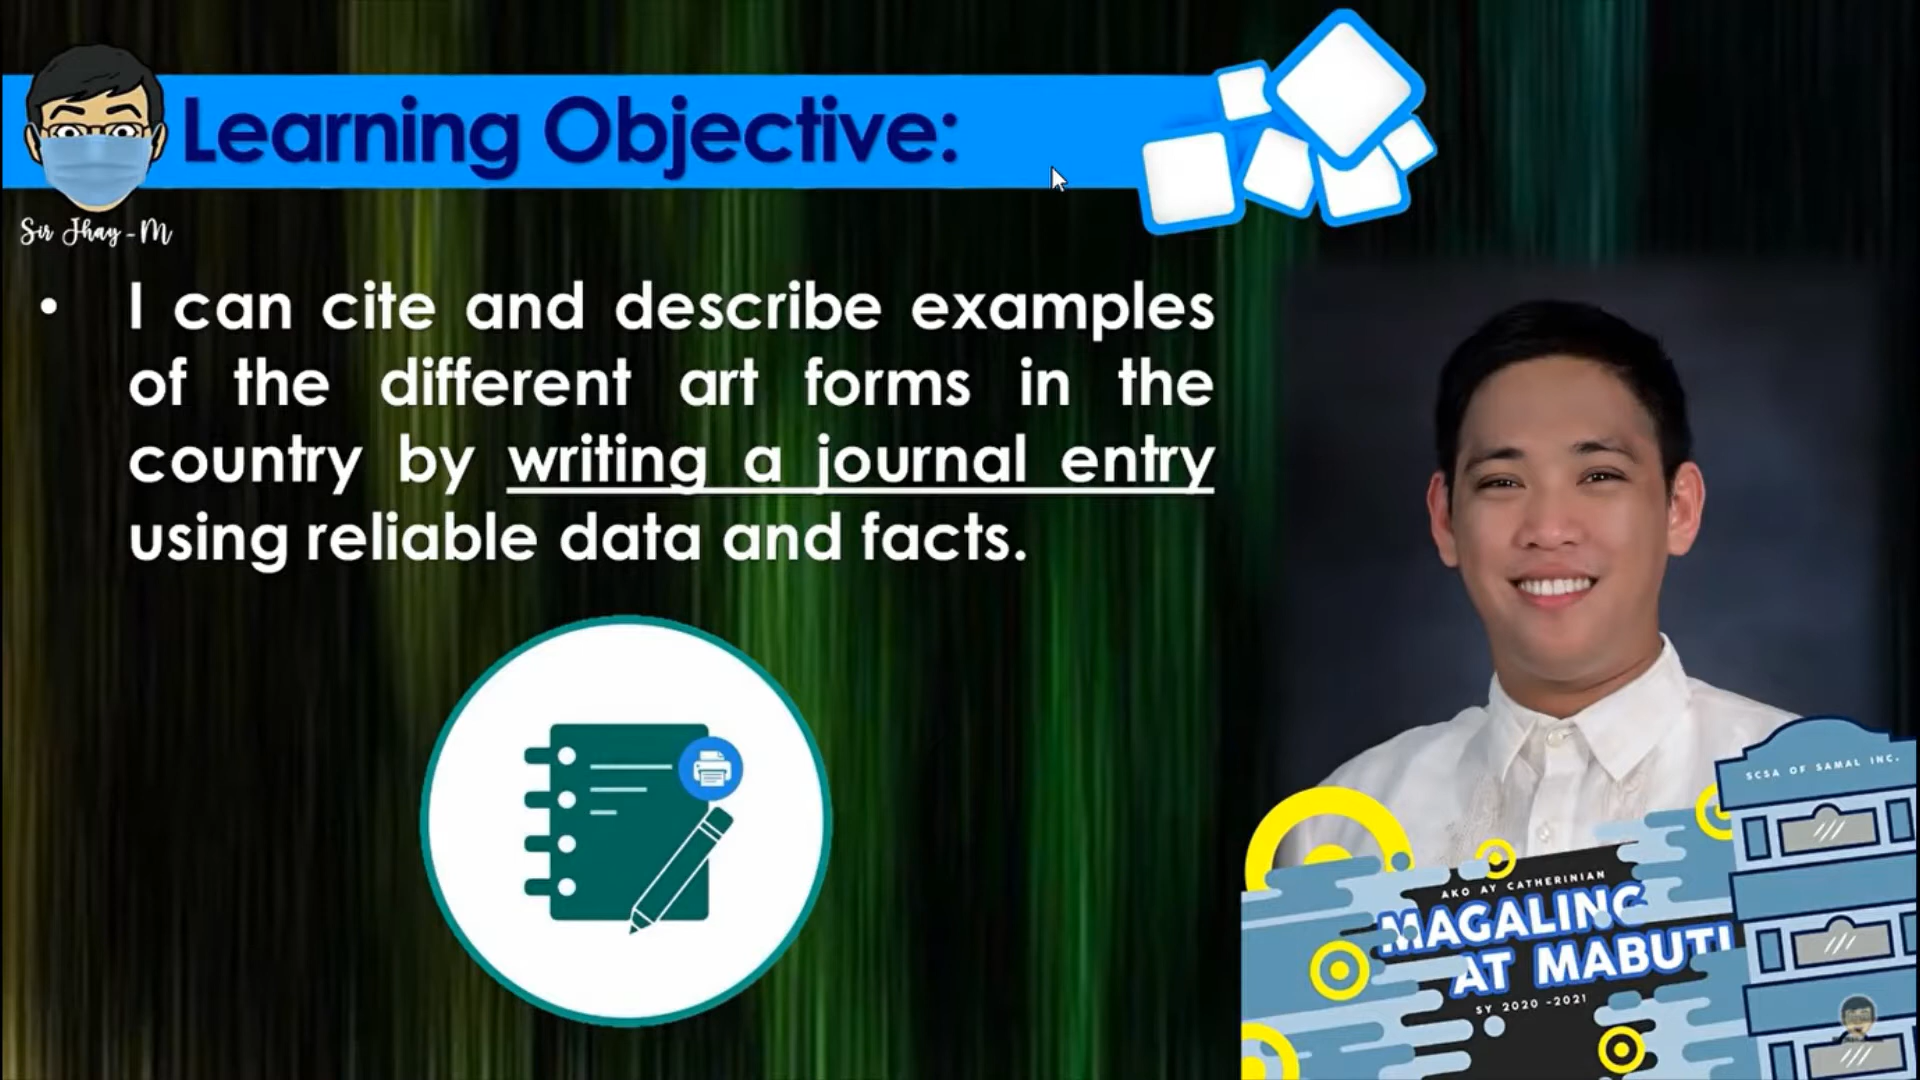 Learning Objective:
Sir Jhay-M
• I can cite and describe examples
of the different art forms in the
country by writing a journal entry
using reliable data and facts.
SCSA OF SAMAL INC.
AKO AY CATHERINIAN
MAGALING
AT MABUTI
SY 2020 -2021